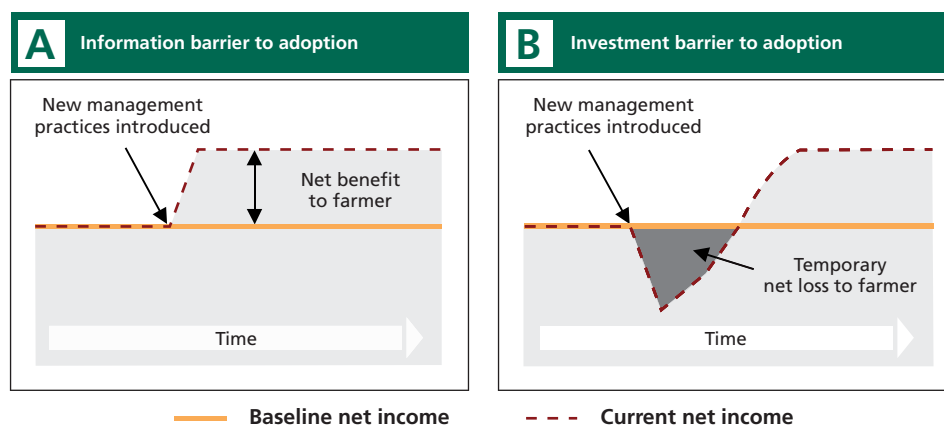 A
Information barrier to adoption
New management
practices introduced
Net benefit
to farmer
Time
B
Investment barrier to adoption
New management
practices introduced
Temporary
net loss to farmer
Time
Baseline net income
Current net income